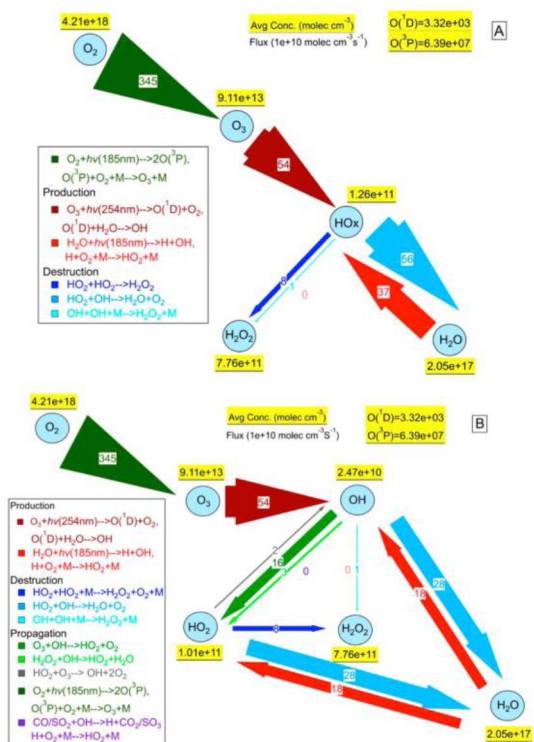 4.21e+18
Avg Conc. (molec cm-3)
O(1D)=3.32e+03
A
Flux (1e+10 molec cm-3S-1)
O(3P)=6.39e+07
O2
345
9.11e+13
O3
O2+hv(185nm)-->2O(3P),
O(3P)+O2+M-->O3+M
Production
O3+hv(254nm)-->O(1D)+O2,
O(1D)+H2O-->OH
H2O+hv(185nm)-->H+OH,
H+O2+M-->HO2+M
Destruction
HO2+HO2-->H2O2
HO2+OH-->H2O+O2
OH+OH+M-->H2O2+M
54
1.26e+11
HOx
56
8
1
0
37
H2O2
H2O
7.76e+11
2.05e+17
B
4.21e+18
Avg Conc. (molec cm-3)
O(1D)=3.32e+03
Flux (1e+10 molec cm-3S-1)
O(3P)=6.39e+07
O2
345
9.11e+13
2.47e+10
O3
54
OH
Production
O3+hv(254nm)-->O(1D)+O2,
O(1D)+H2O-->OH
H2O+hv(185nm)-->H+OH,
H+O2+M-->HO2+M
Destruction
HO2+HO2+M-->H2O2+O2+M
HO2+OH-->H2O+O2
OH+OH+M-->H2O2+M
Propagation
O3+OH-->HO2+O2
H2O2+OH-->HO2+H2O
HO2+O3--> OH+2O2
O2+hv(185nm)-->2O(3P),
O(3P)+O2+M-->O3+M
CO/SO2+OH-->H+CO2/SO3
H+O2+M-->HO2+M
2
16
3
0
0
1
28
18
HO2
8
H2O2
1.01e+11
7.76e+11
28
18
H2O
2.05e+17